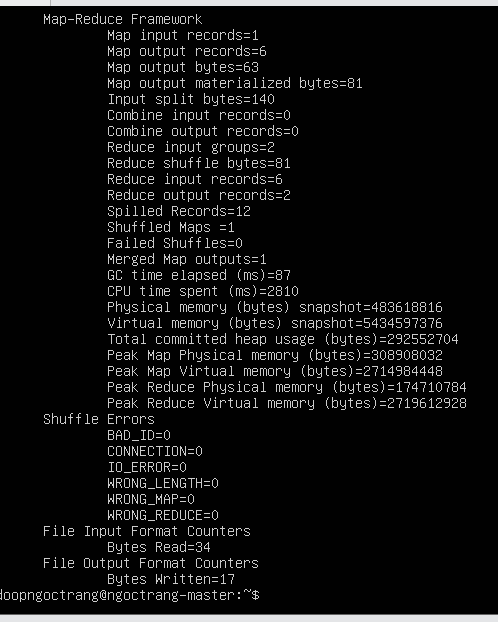 Map-Reduce Framework
Map input records=1
Map output records=6
Map output bytes=63
Map output materialized bytes=81
Input split bytes=140
Combine input records=0
Combine output records=0
Reduce input groups=2
Reduce shuffle bytes=81
Reduce input records=6
Reduce output records=2
Spilled Records=12
Shuffled Maps =1
Failed Shuffles=0
Merged Map outputs=1
GC time elapsed (ms)=87
CPU time spent (ms)=2810
Physical memory (bytes) snapshot=483618816
Virtual memory (bytes) snapshot=5434597376
Total committed heap usage (bytes)=292552704
Peak Map Physical memory (bytes)=308908032
Peak Map Virtual memory (bytes)=2714984448
Peak Reduce Physical memory (bytes)=174710784
Peak Reduce Virtual memory (bytes)=2719612928
Shuffle Errors
BAD_ID=0
CONNECTION=0
IO_ERROR=0
WRONG_LENGTH=0
WRONG_MAP=0
WRONG_REDUCE=0
File Input Format Counters
Bytes Read=34
File Output Format Counters
Bytes Written=17
doopngoctrang@ngoctrang-master:~$